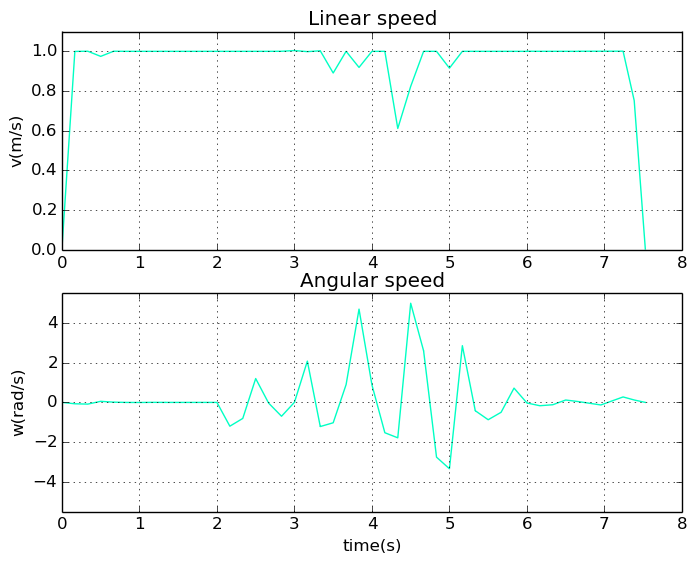 Linear speed
v(m/s)
1.0
0.8
0.6
0.4
0.2
0.0
0 1 2 3 4 5 6 7 8
Angular speed
w(rad/s)
4
2
0
−2
−4
0 1 2 3 4 5 6 7 8
time(s)